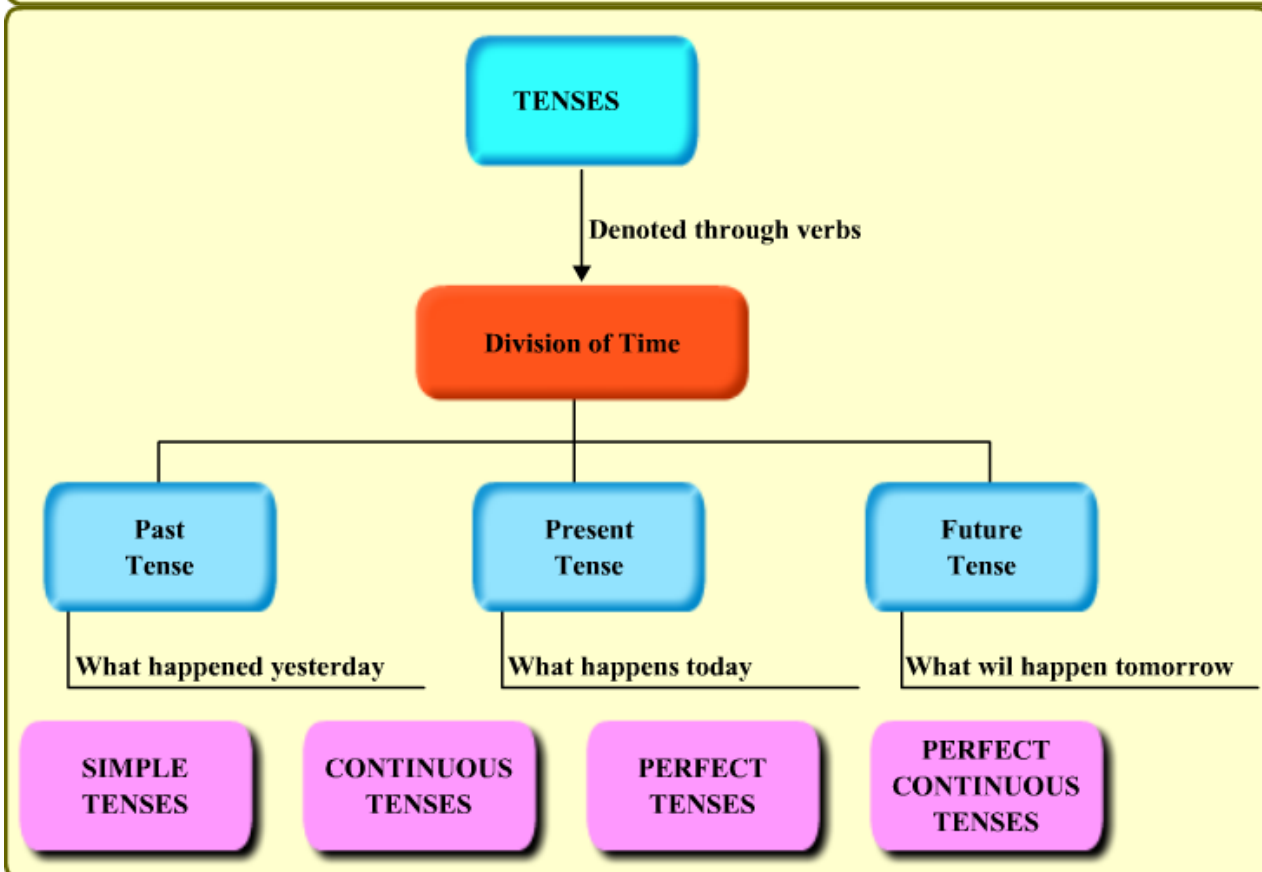 TENSES
Denoted through verbs
Division of Time
Past
Tense
Present
Tense
Future
Tense
What happened yesterday
What happens today
What wil happen tomorrow
SIMPLE
TENSES
CONTINUOUS
TENSES
PERFECT
TENSES
PERFECT
CONTINUOUS
TENSES